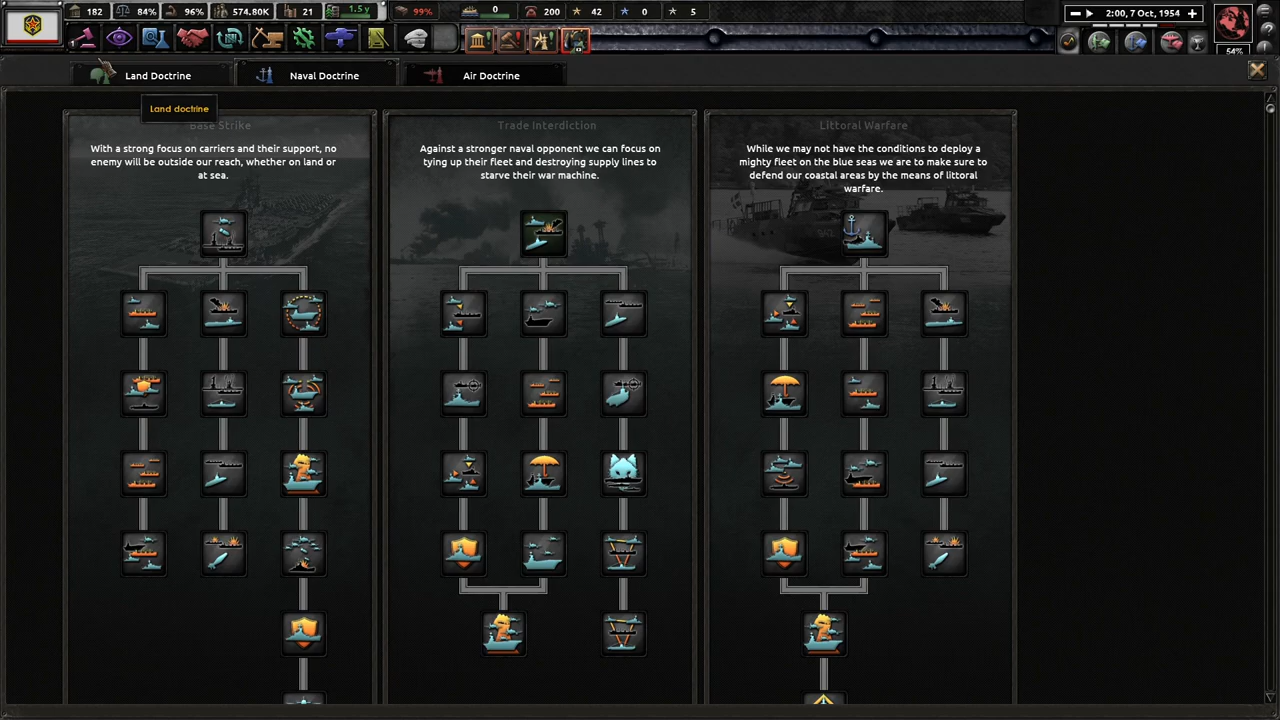 182 84% 96% 574.80K 21 1.5 y 99% 0 200 42 0 5 2:00, 7 Oct, 1954
54%
Land Doctrine Naval Doctrine Air Doctrine
Land doctrine
Base Strike
With a strong focus on carriers and their support, no
enemy will be outside our reach, whether on land or
at sea.
Trade Interdiction
Against a stronger naval opponent we can focus on
tying up their fleet and destroying supply lines to
starve their war machine.
Littoral Warfare
While we may not have the conditions to deploy a
mighty fleet on the blue seas we are to make sure to
defend our coastal areas by the means of littoral
warfare.